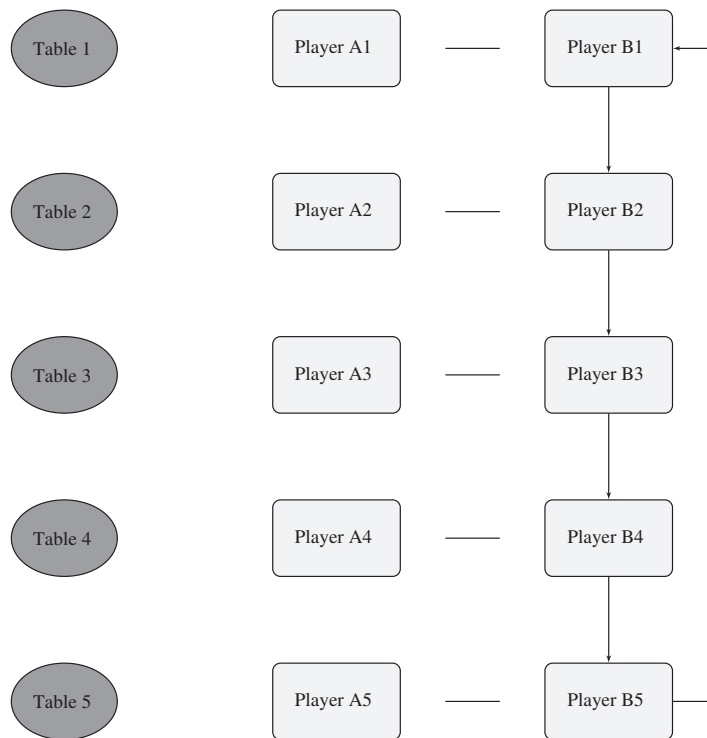 Table 1
Player A1
Player B1
Table 2
Player A2
Player B2
Table 3
Player A3
Player B3
Table 4
Player A4
Player B4
Table 5
Player A5
Player B5